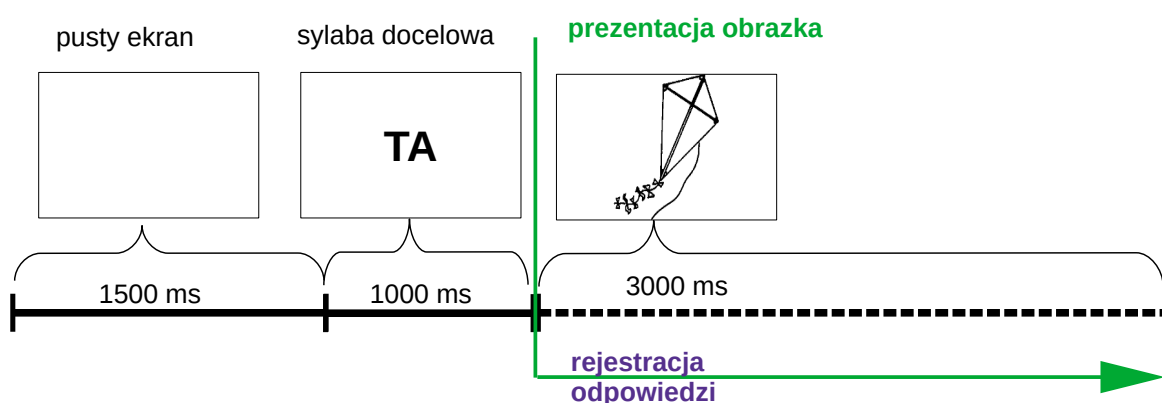 pusty ekran
sylaba docelowa
prezentacja obrazka
TA
1500 ms
1000 ms
3000 ms
rejestracja
odpowiedzi